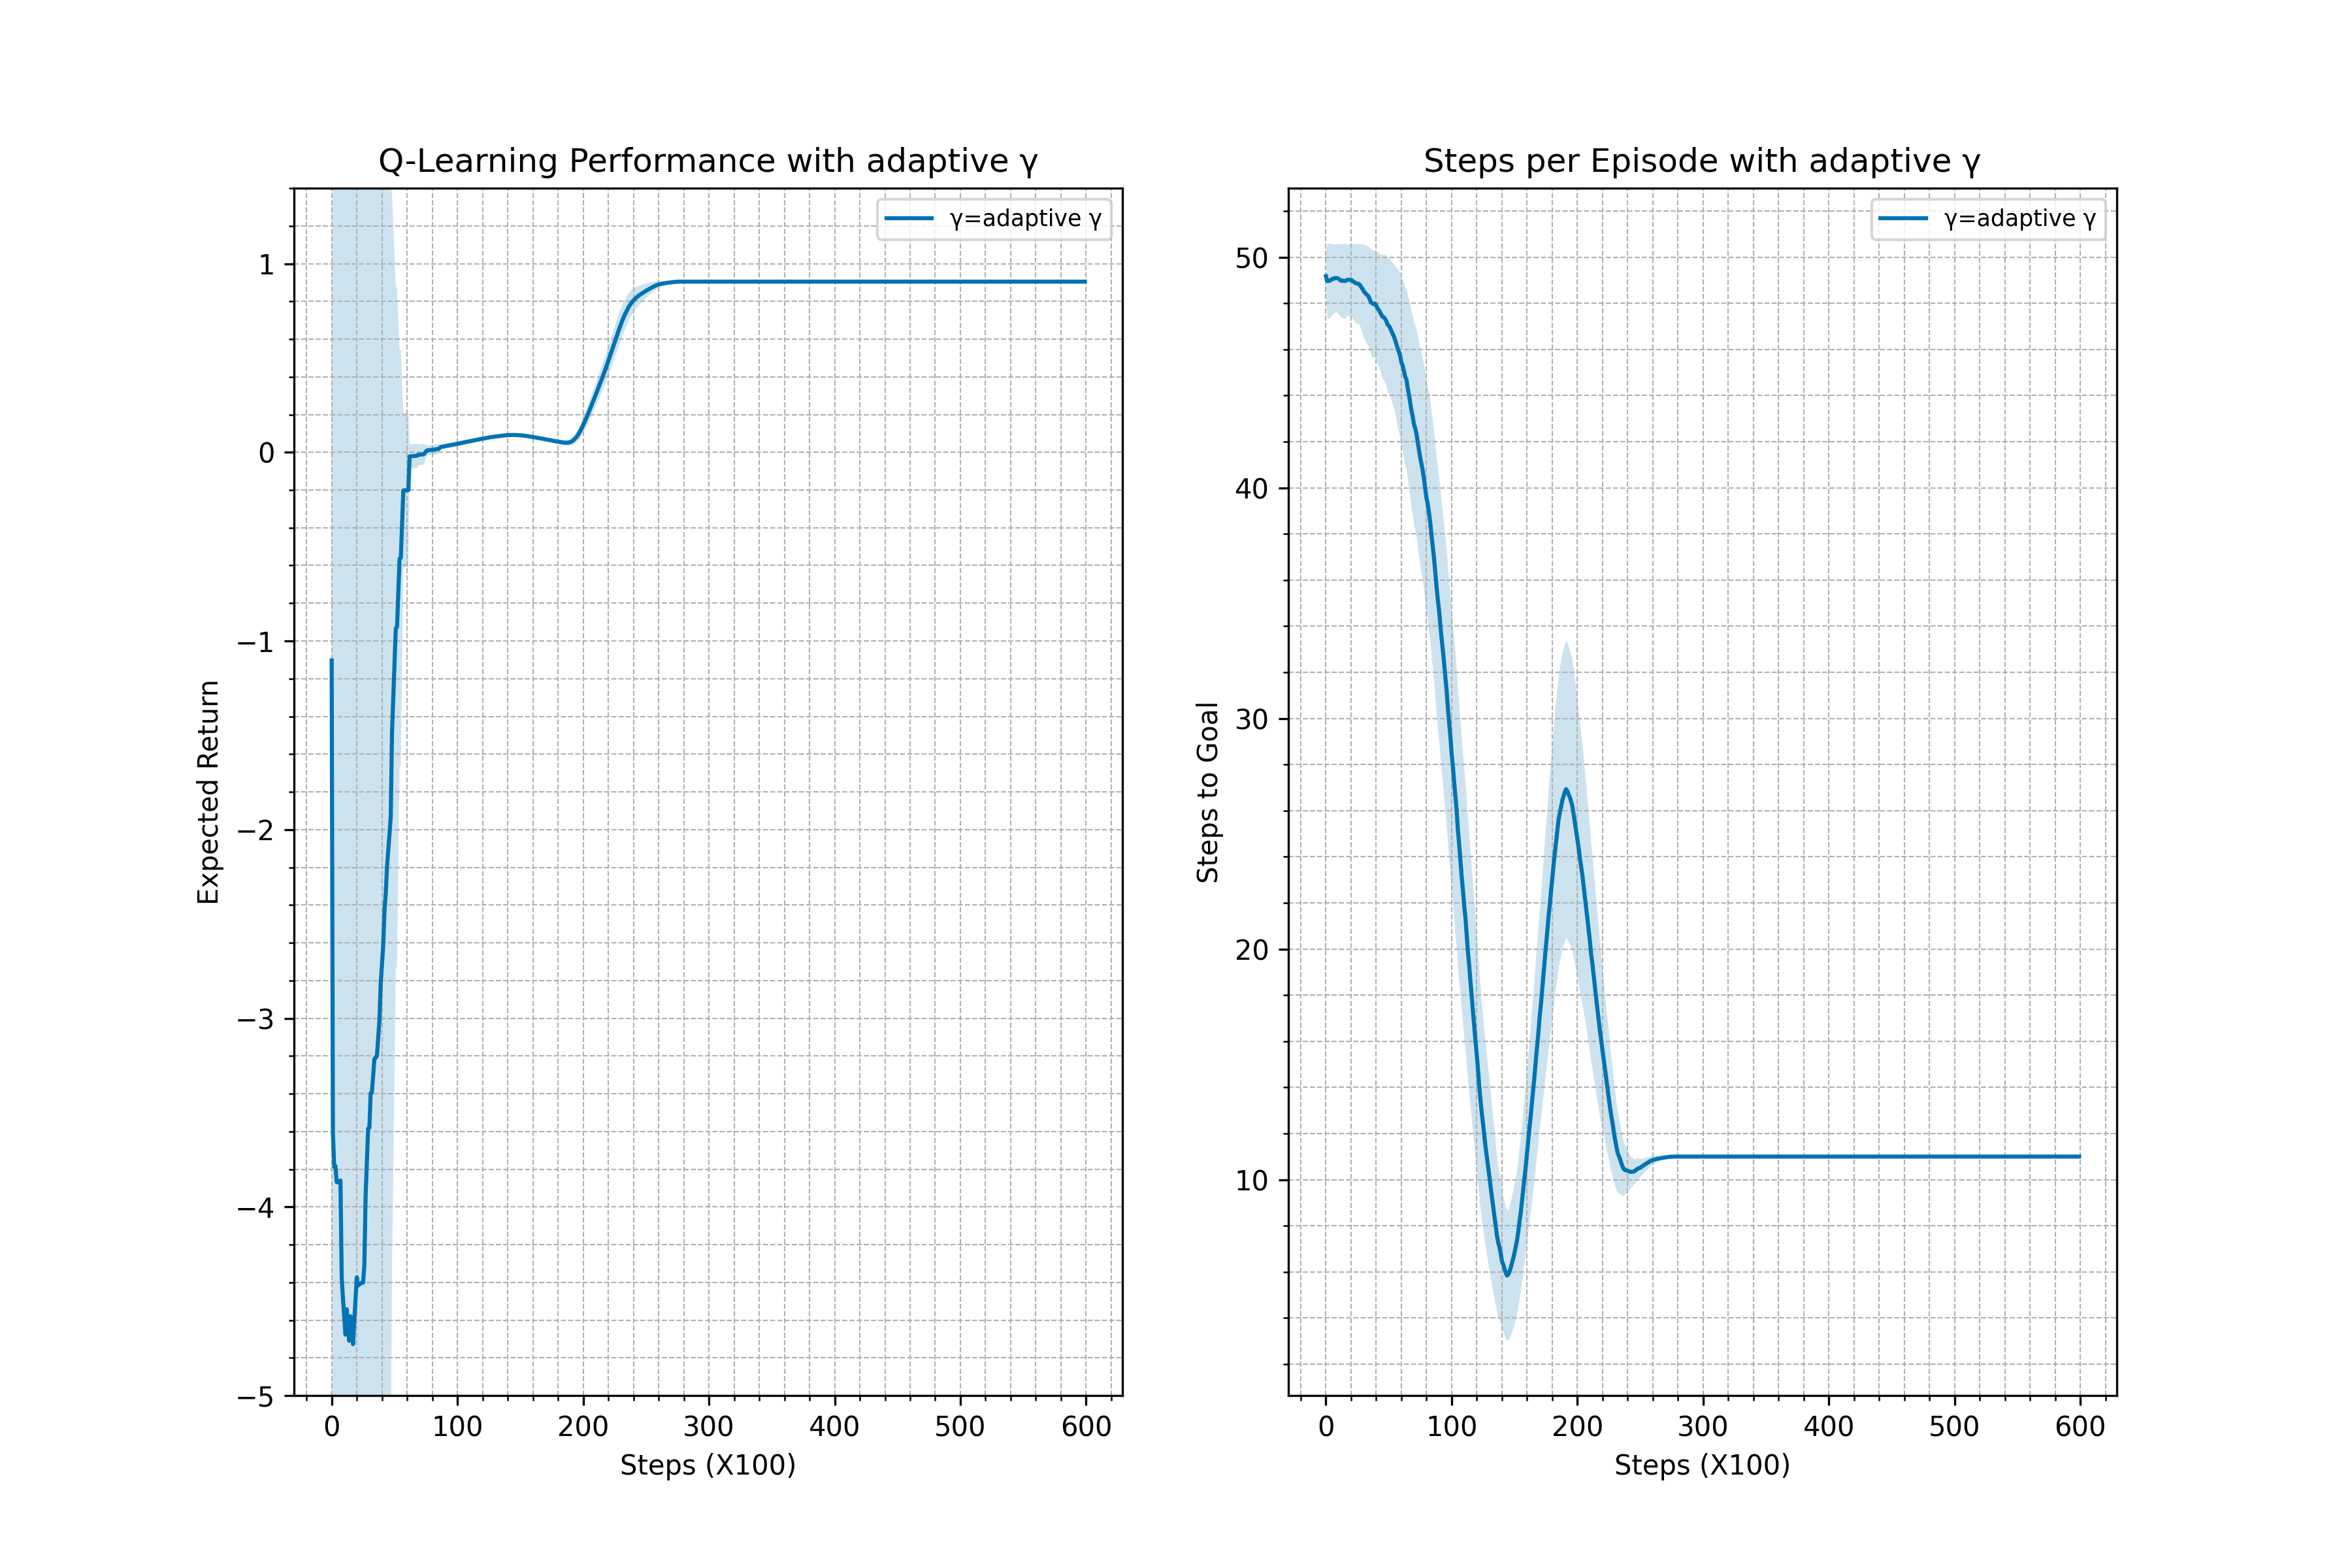 Q-Learning Performance with adaptive γ
γ=adaptive γ
Expected Return
1
0
−1
−2
−3
−4
−5
0 100 200 300 400 500 600
Steps (X100)
Steps per Episode with adaptive γ
γ=adaptive γ
Steps to Goal
50
40
30
20
10
0 100 200 300 400 500 600
Steps (X100)